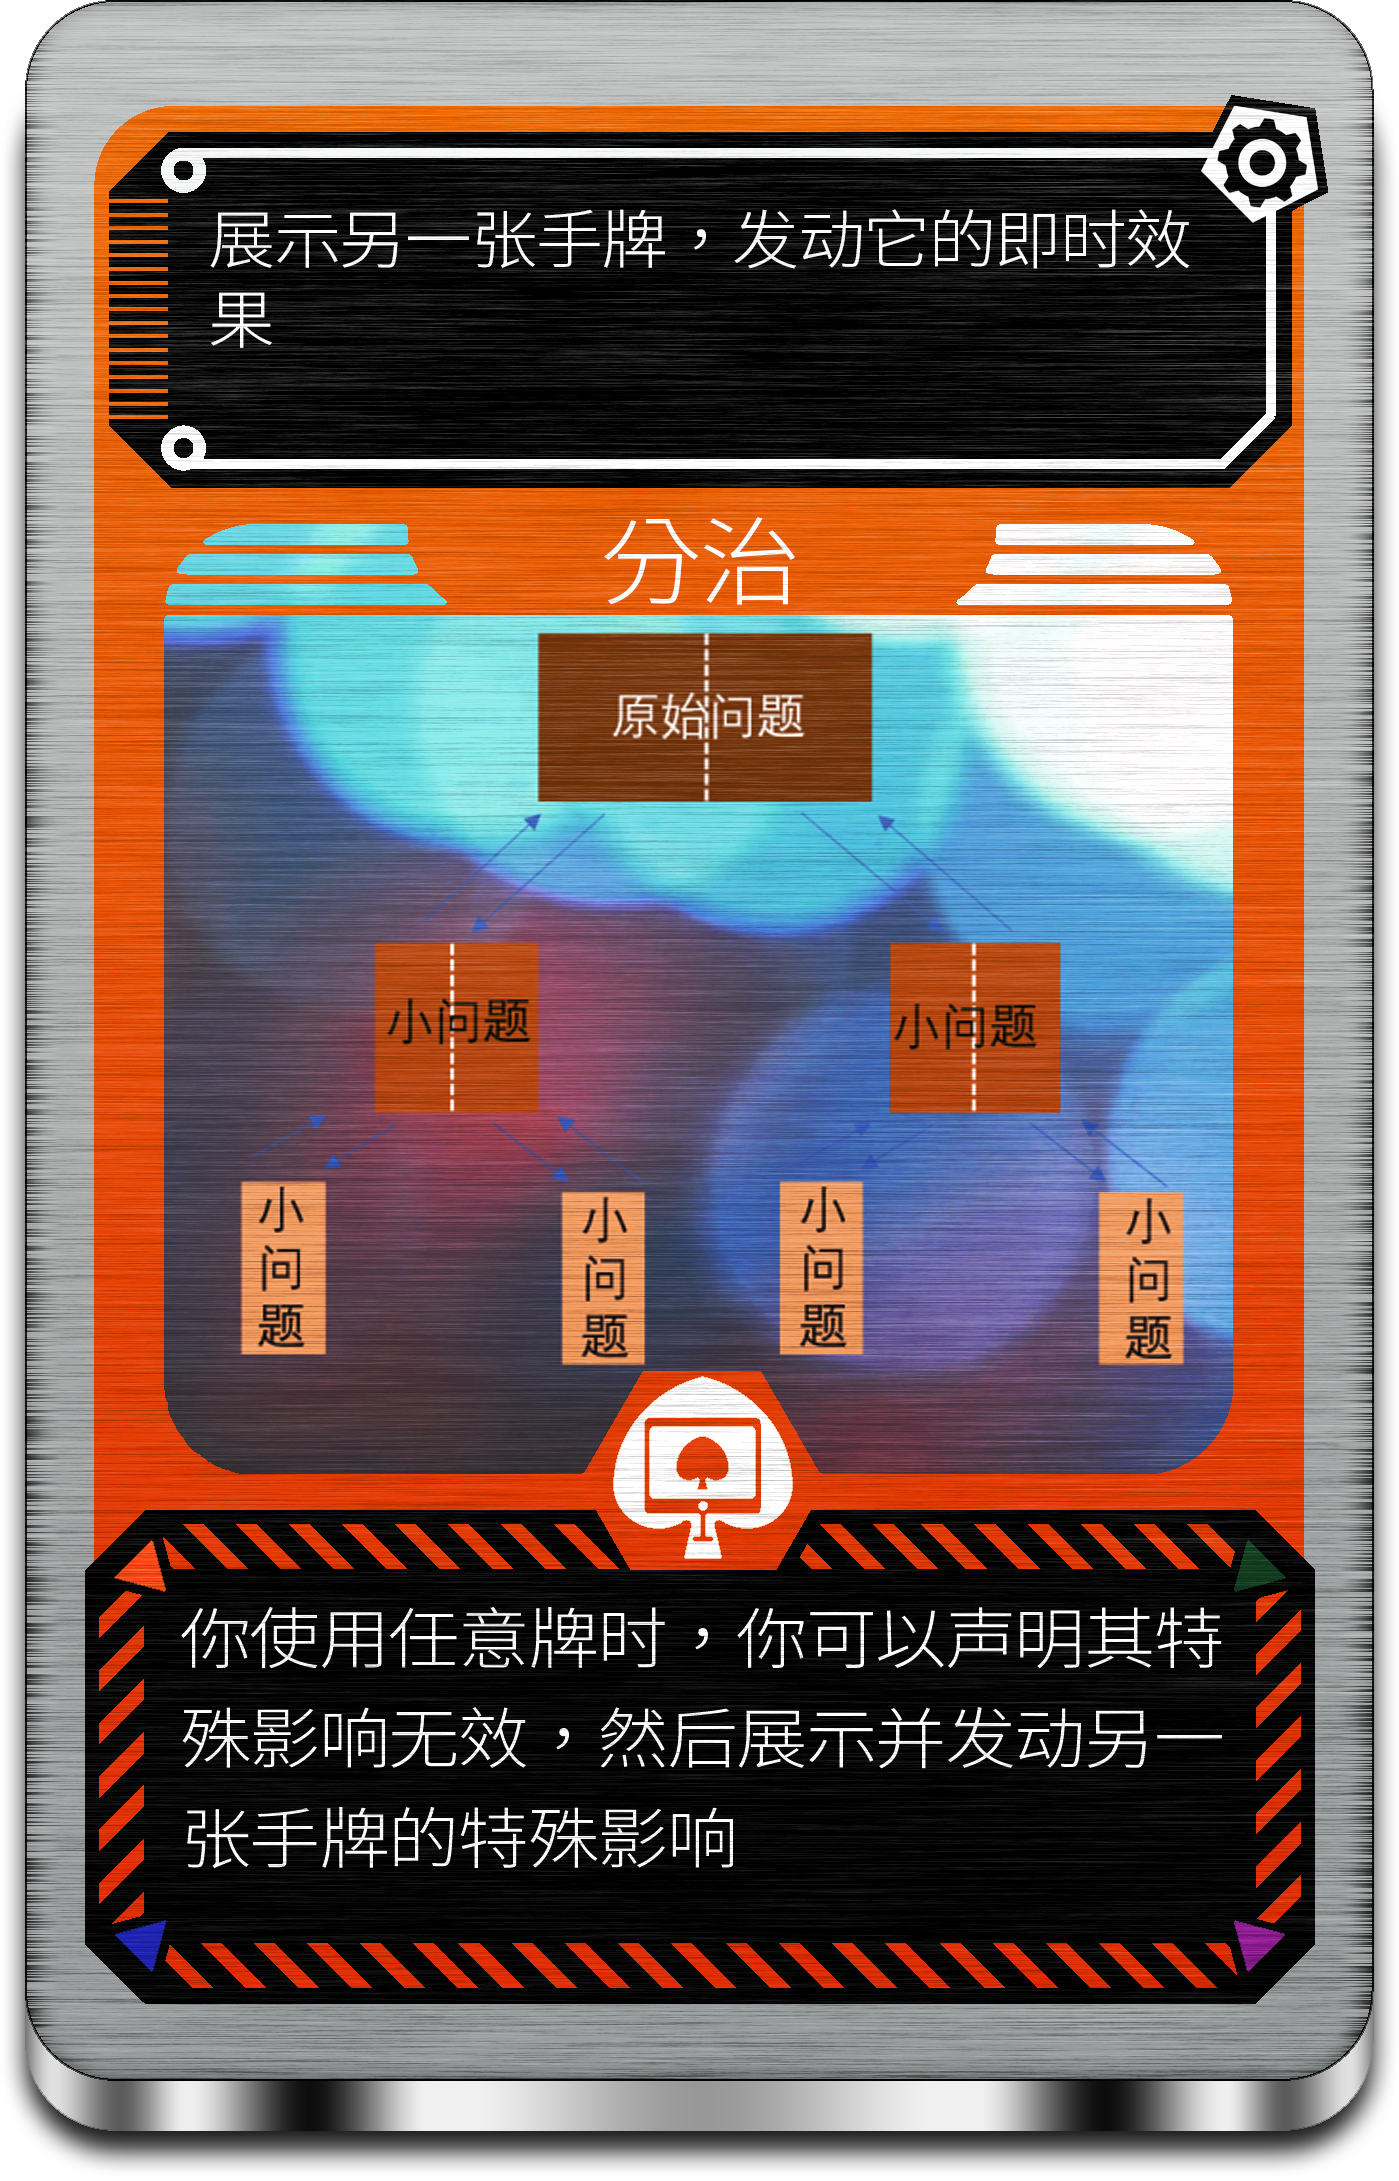 展示另一张手牌，发动它的即时效
果
分治
原始问题
小问题
小问题
小问题
小问题
小问题
小问题
你使用任意牌时，你可以声明其特
殊影响无效，然后展示并发动另一
张手牌的特殊影响